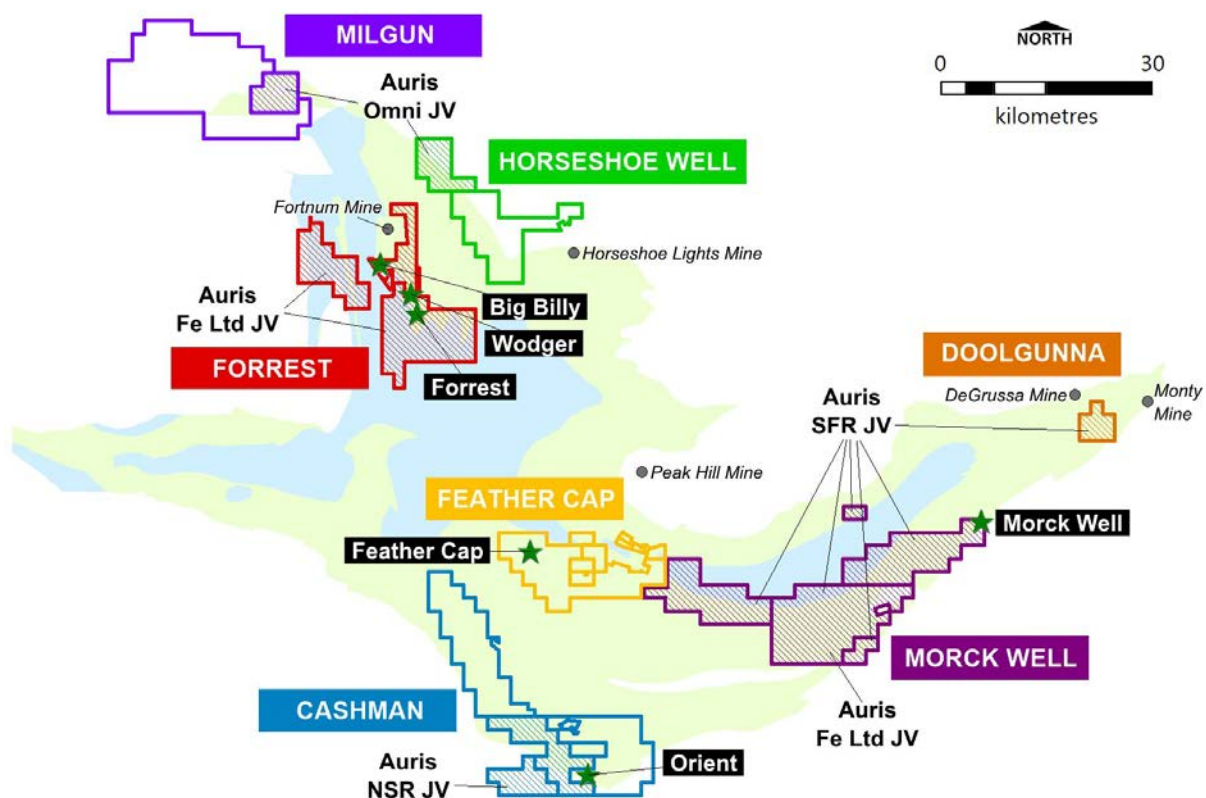 MILGUN
NORTH
0 30
kilometres
Auris
Omni JV
HORSESHOE WELL
Fortnum Mine
Horseshoe Lights Mine
Auris
Fe Ltd JV
Big Billy
Wodger
FORREST
Forrest
DOOLGUNNA
DeGrussa Mine
Monty
Mine
Auris
SFR JV
Peak Hill Mine
FEATHER CAP
Feather Cap
Morck Well
MORCK WELL
CASHMAN
Auris
Fe Ltd JV
Auris
NSR JV
Orient